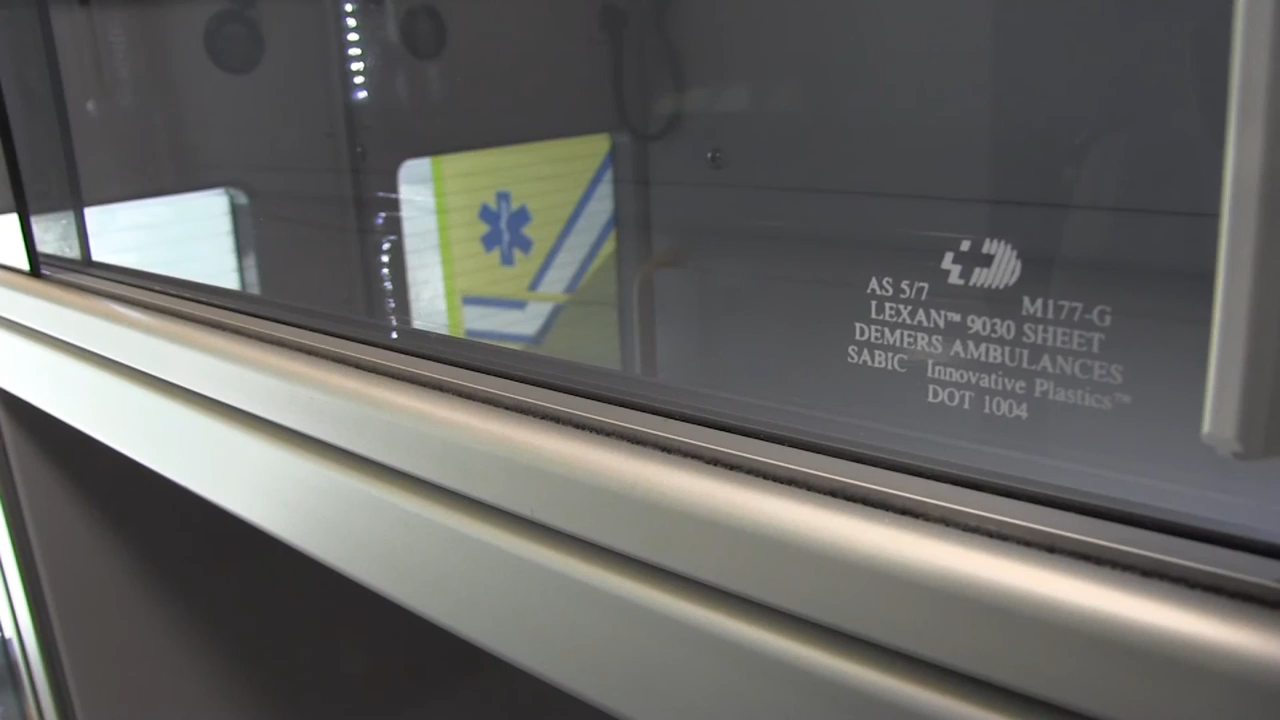 AS 5/7 M177-G
LEXAN™ 9030 SHEET
DEMERS AMBULANCES
SABIC Innovative Plastics™
DOT 1004